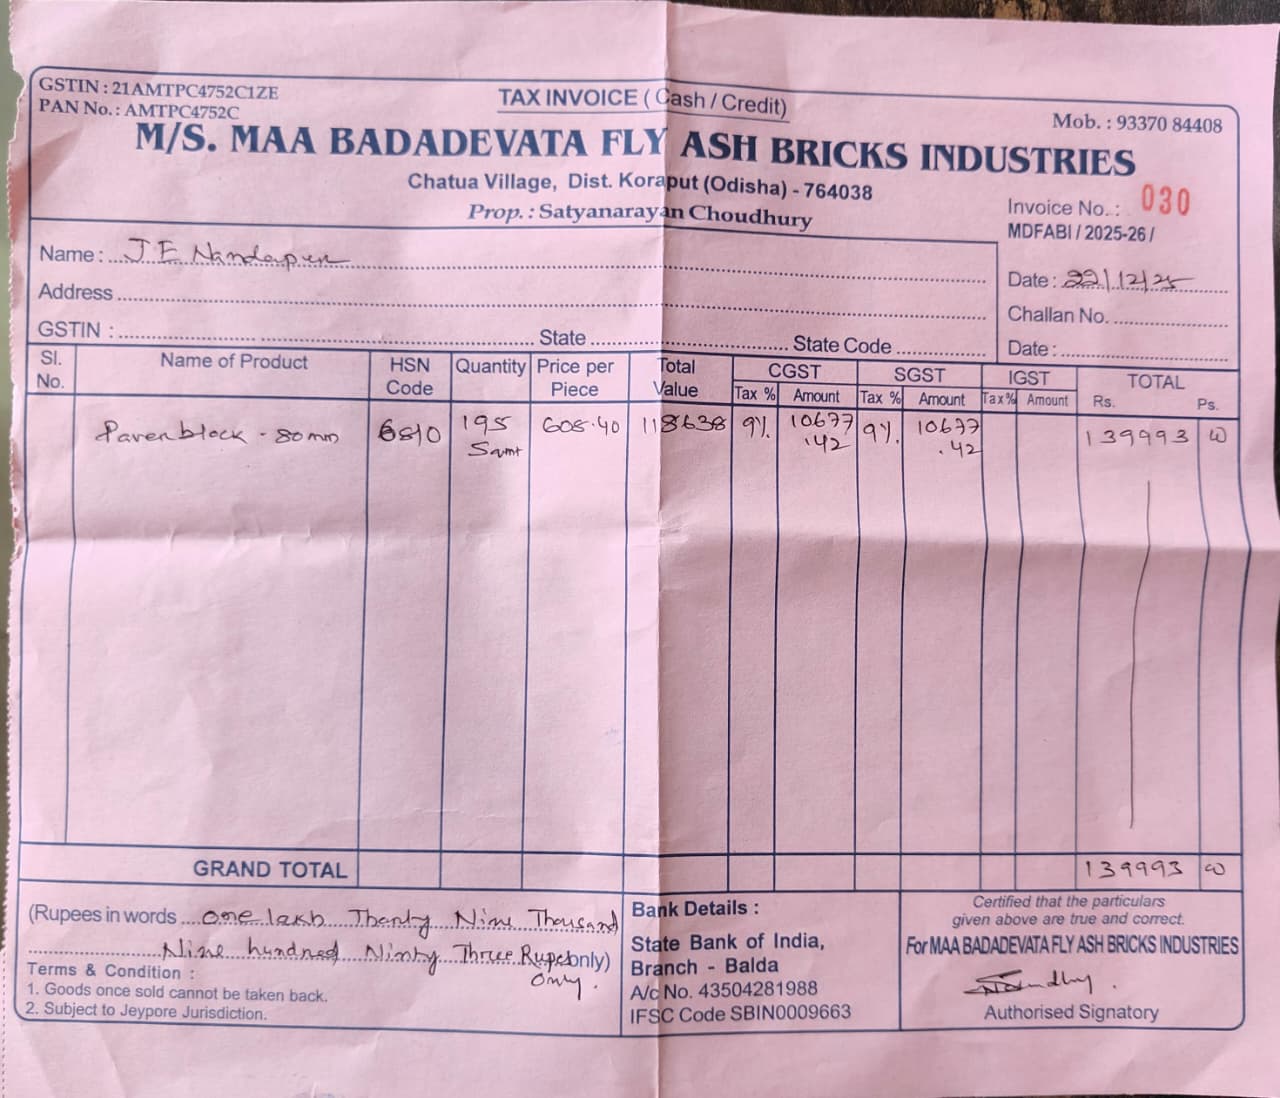 GSTIN : 21AMTPC4752C1ZE
PAN No. : AMTPC4752C
TAX INVOICE ( Cash / Credit)
Mob. : 93370 84408
M/S. MAA BADADEVATA FLY ASH BRICKS INDUSTRIES
Chatua Village, Dist. Koraput (Odisha) - 764038
Prop. : Satyanarayan Choudhury
Invoice No. : 030
MDFABI / 2025-26 /
Name : J E Nandapur
Date : 22/12/25
Address
Challan No.
GSTIN : State State Code
Date :
Sl. No. Name of Product HSN Code Quantity Price per Piece Total Value CGST SGST IGST TOTAL
Tax % Amount Tax % Amount Tax% Amount Rs. Ps.
Paver block - 80mm 6810 195 Sqmt 608.40 118638 9% 10677.42 9% 10677.42 139993 00
GRAND TOTAL 139993 00
(Rupees in words one lakh Thanty Nine Thousand
Nine hundred Ninty Three Rupes only)
only.
Terms & Condition :
1. Goods once sold cannot be taken back.
2. Subject to Jeypore Jurisdiction.
Bank Details :
State Bank of India,
Branch - Balda
A/c No. 43504281988
IFSC Code SBIN0009663
Certified that the particulars
given above are true and correct.
For MAA BADADEVATA FLY ASH BRICKS INDUSTRIES
Authorised Signatory